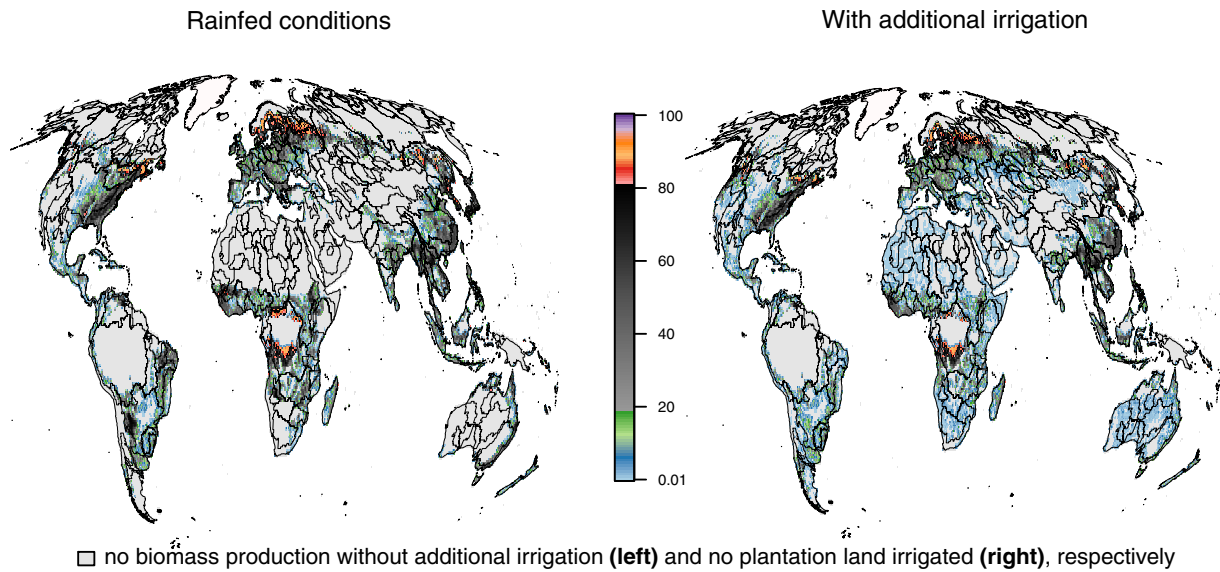 Rainfed conditions
With additional irrigation
100
80
60
40
20
0.01
no biomass production without additional irrigation (left) and no plantation land irrigated (right), respectively